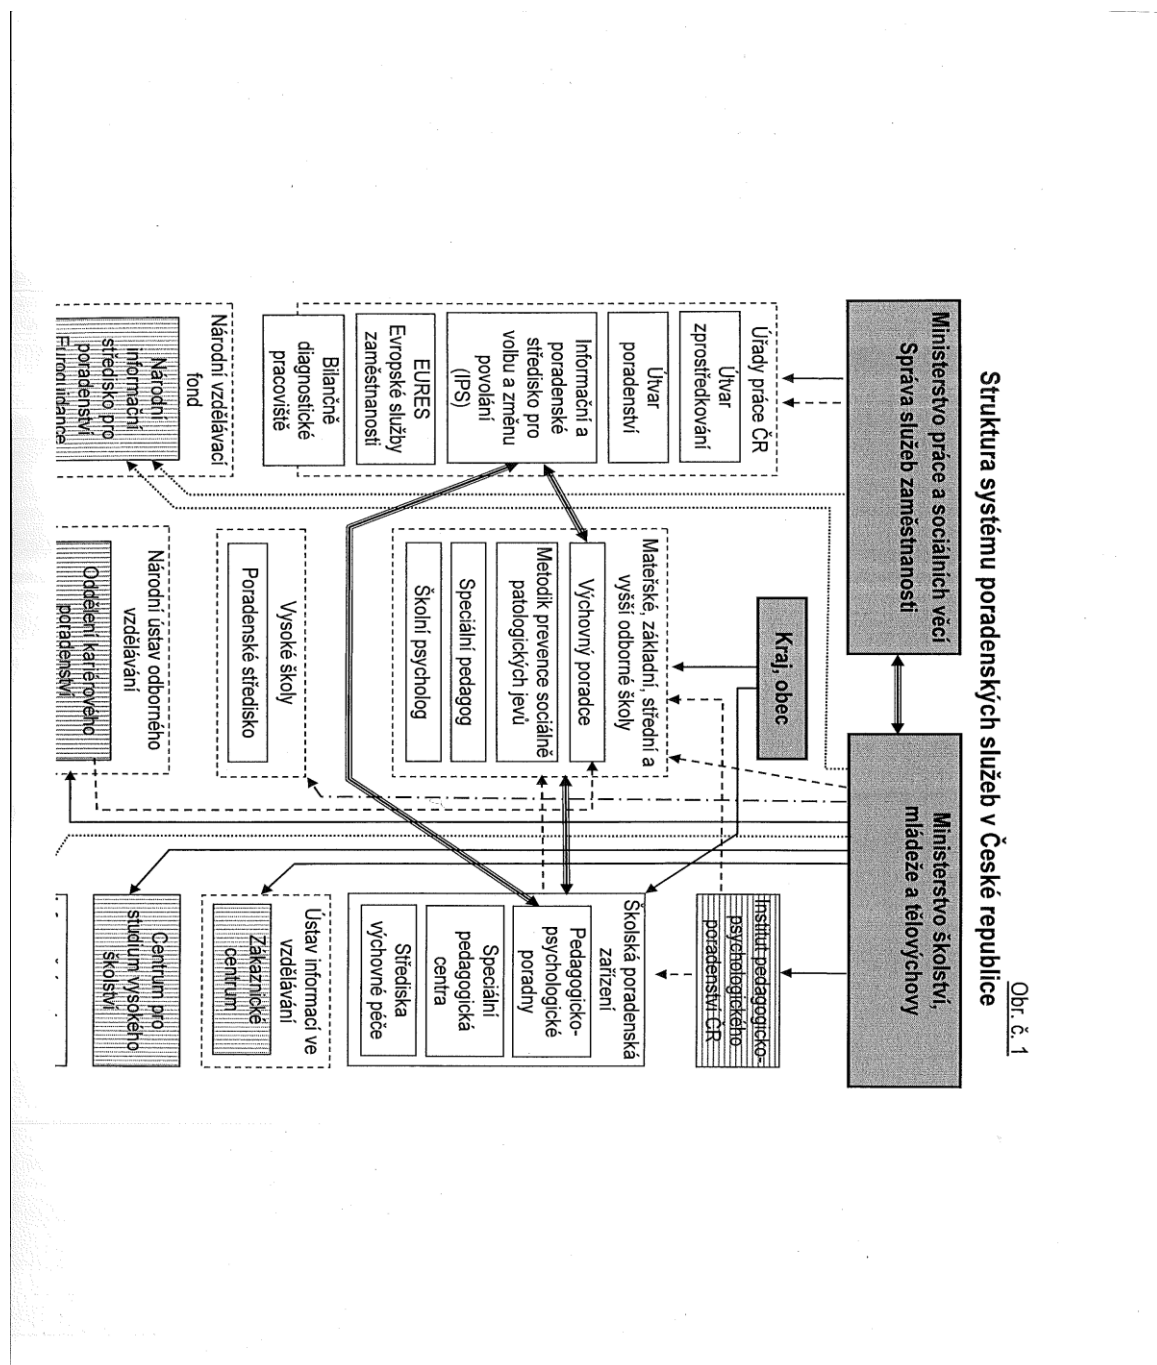 Obr. č. 1
Struktura systému poradenských služeb v České republice
Ministerstvo práce a sociálních věcí
Správa služeb zaměstnanosti
Ministerstvo školství,
mládeže a tělovýchovy
Kraj, obec
Úřady práce ČR
Útvar
zprostředkování
Útvar
poradenství
Informační a
poradenské
středisko pro
volbu a změnu
povolání
(IPS)
EURES
Evropské služby
zaměstnanosti
Bilančně
diagnostické
pracoviště
Národní vzdělávací
fond
Národní
informační
středisko pro
poradenství
Euroguidance
Mateřské, základní, střední a
vyšší odborné školy
Výchovný poradce
Metodik prevence sociálně
patologických jevů
Speciální pedagog
Školní psycholog
Vysoké školy
Poradenské středisko
Národní ústav odborného
vzdělávání
Oddělení kariérového
poradenství
Institut pedagogicko-
psychologického
poradenství ČR
Školská poradenská
zařízení
Pedagogicko-
psychologické
poradny
Speciální
pedagogická
centra
Střediska
výchovné péče
Ústav informací ve
vzdělávání
Zákaznické
centrum
Centrum pro
studium vysokého
školství